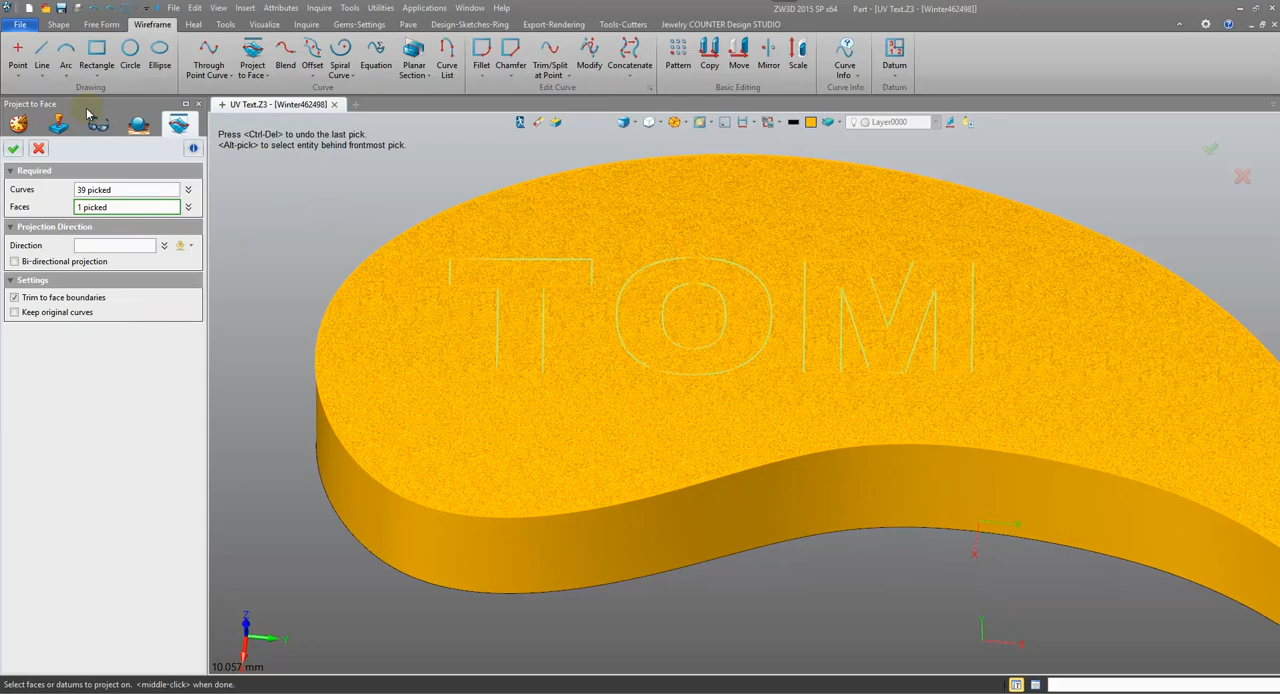 ZW3D 2015 SP x64
Part - [UV Text.Z3 - [Winter462498]]
File Edit View Insert Attributes Inquire Tools Utilities Applications Window Help
File Shape Free Form Wireframe Heal Tools Visualize Inquire Gems-Settings Pave Design-Sketches-Ring Export-Rendering Tools-Cutters Jewelry COUNTER Design STUDIO
Point Line Arc Rectangle Circle Ellipse Through Point Curve Project to Face Blend Offset Spiral Curve Equation Planar Section Curve List Fillet Chamfer Trim/Split at Point Modify Concatenate Pattern Copy Move Mirror Scale Curve Info Datum
Drawing Curve Edit Curve Basic Editing Curve Info Datum
Project to Face
UV Text.Z3 - [Winter462498]
Press <Ctrl-Del> to undo the last pick.
<Alt-pick> to select entity behind frontmost pick.
Layer0000
Required
Curves 39 picked
Faces 1 picked
Projection Direction
Direction
Bi-directional projection
Settings
Trim to face boundaries
Keep original curves
TOM
X
Y
X
Z
Y
10.057 mm
Select faces or datums to project on. <middle-click> when done.